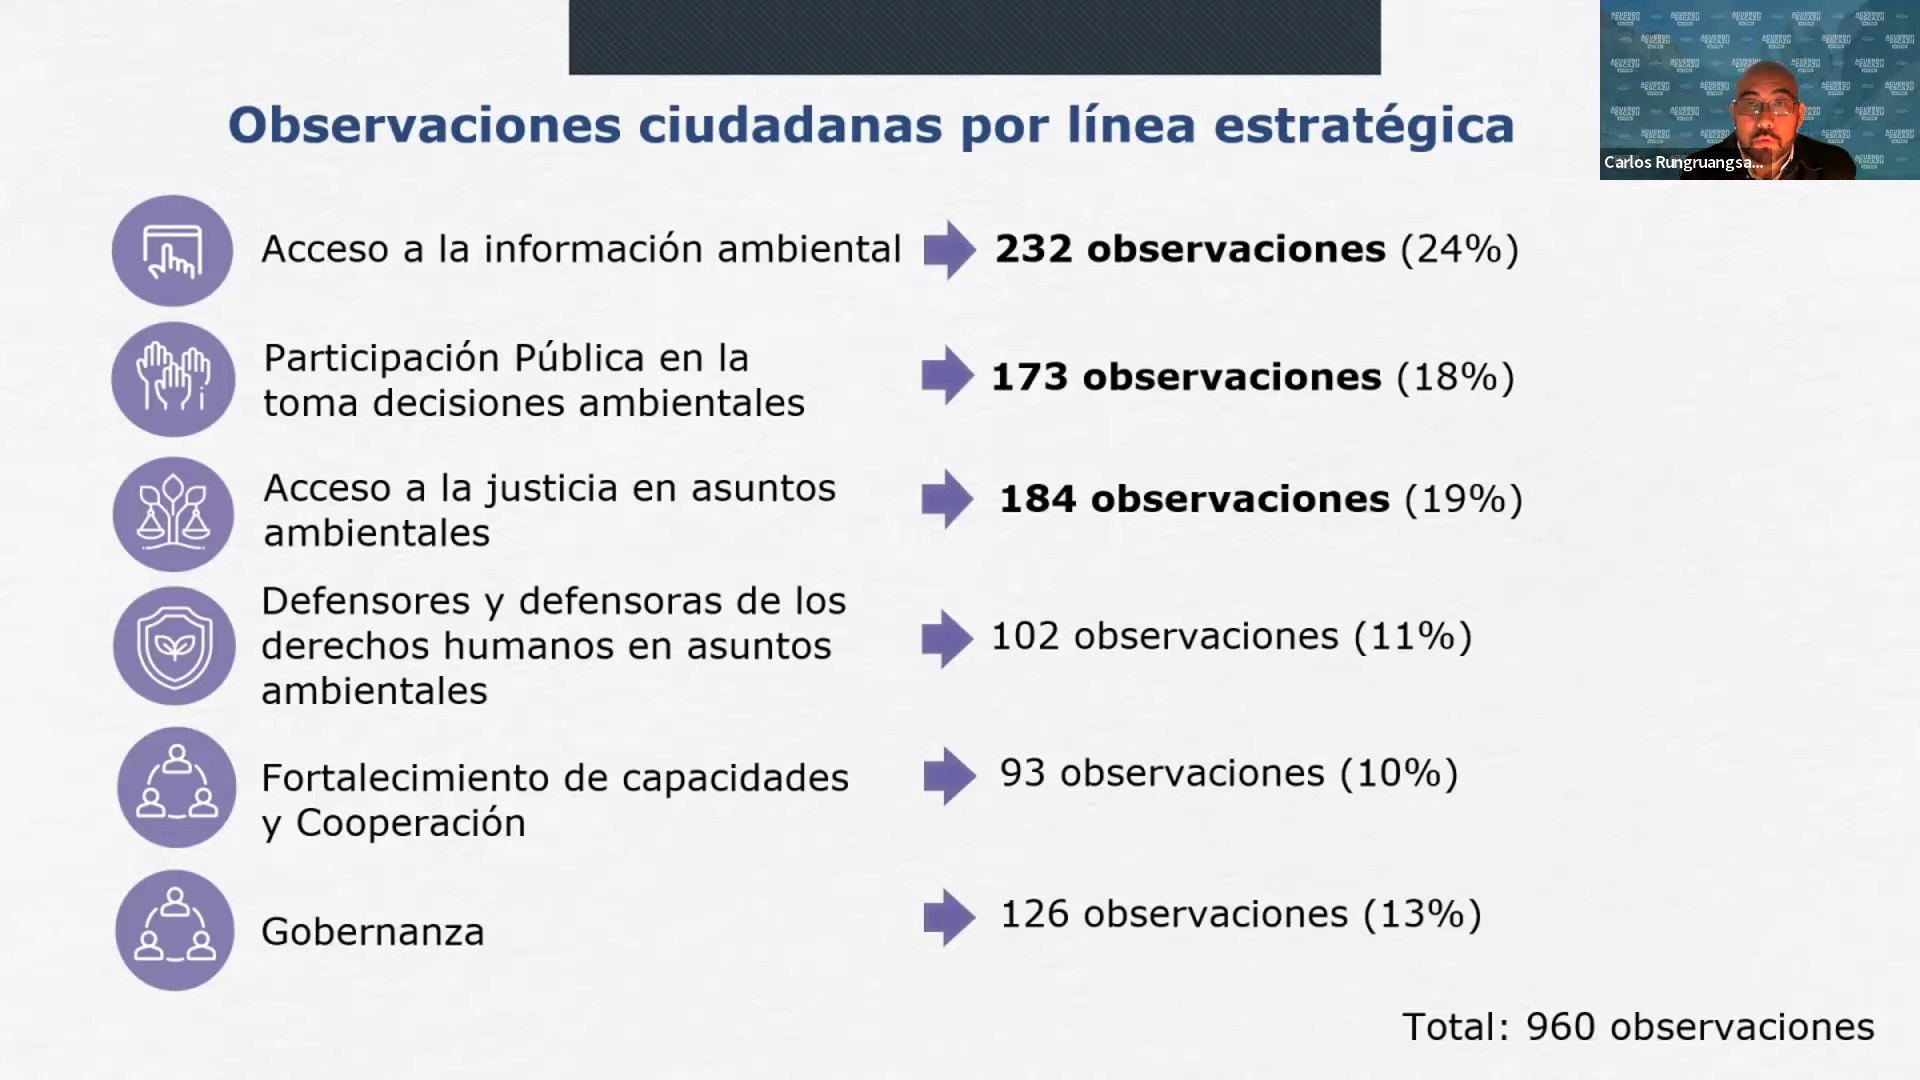 Observaciones ciudadanas por línea estratégica
Acceso a la información ambiental
232 observaciones (24%)
Participación Pública en la
toma decisiones ambientales
173 observaciones (18%)
Acceso a la justicia en asuntos
ambientales
184 observaciones (19%)
Defensores y defensoras de los
derechos humanos en asuntos
ambientales
102 observaciones (11%)
Fortalecimiento de capacidades
y Cooperación
93 observaciones (10%)
Gobernanza
126 observaciones (13%)
Total: 960 observaciones
Carlos Rungruangsa...
ACUERDO
ESCAZÚ